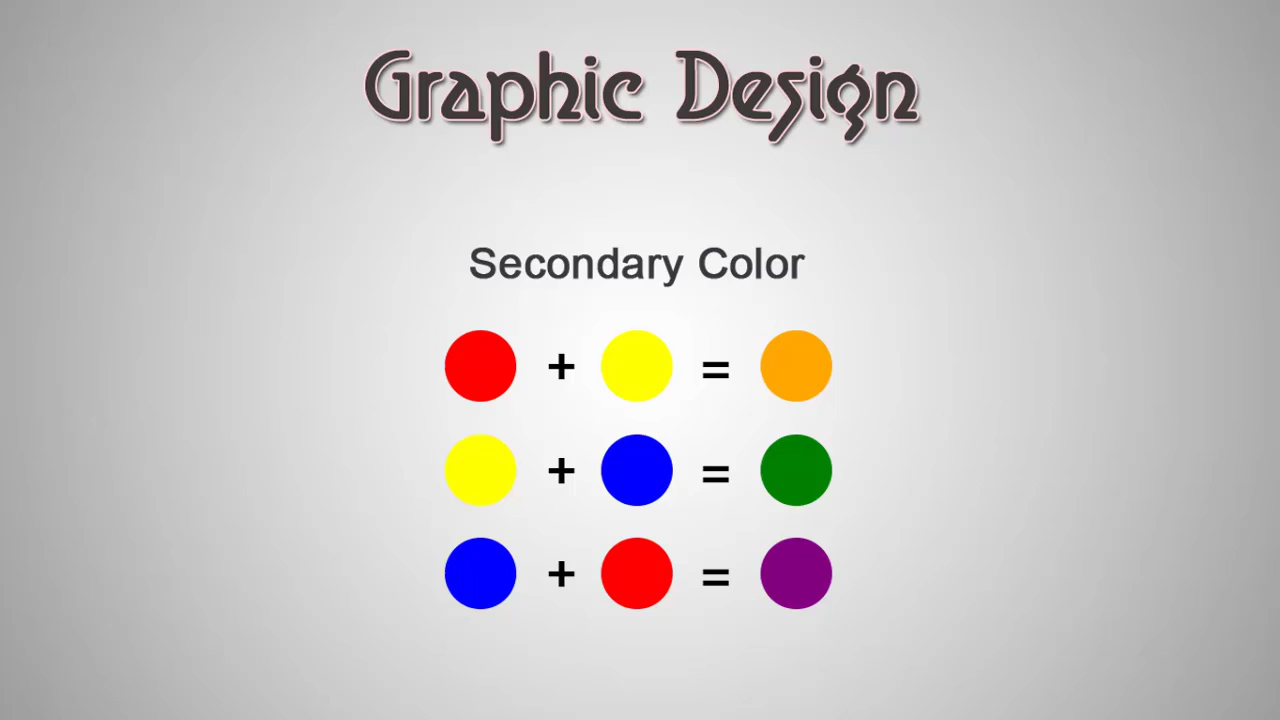 Graphic Design
Secondary Color
+ =
+ =
+ =